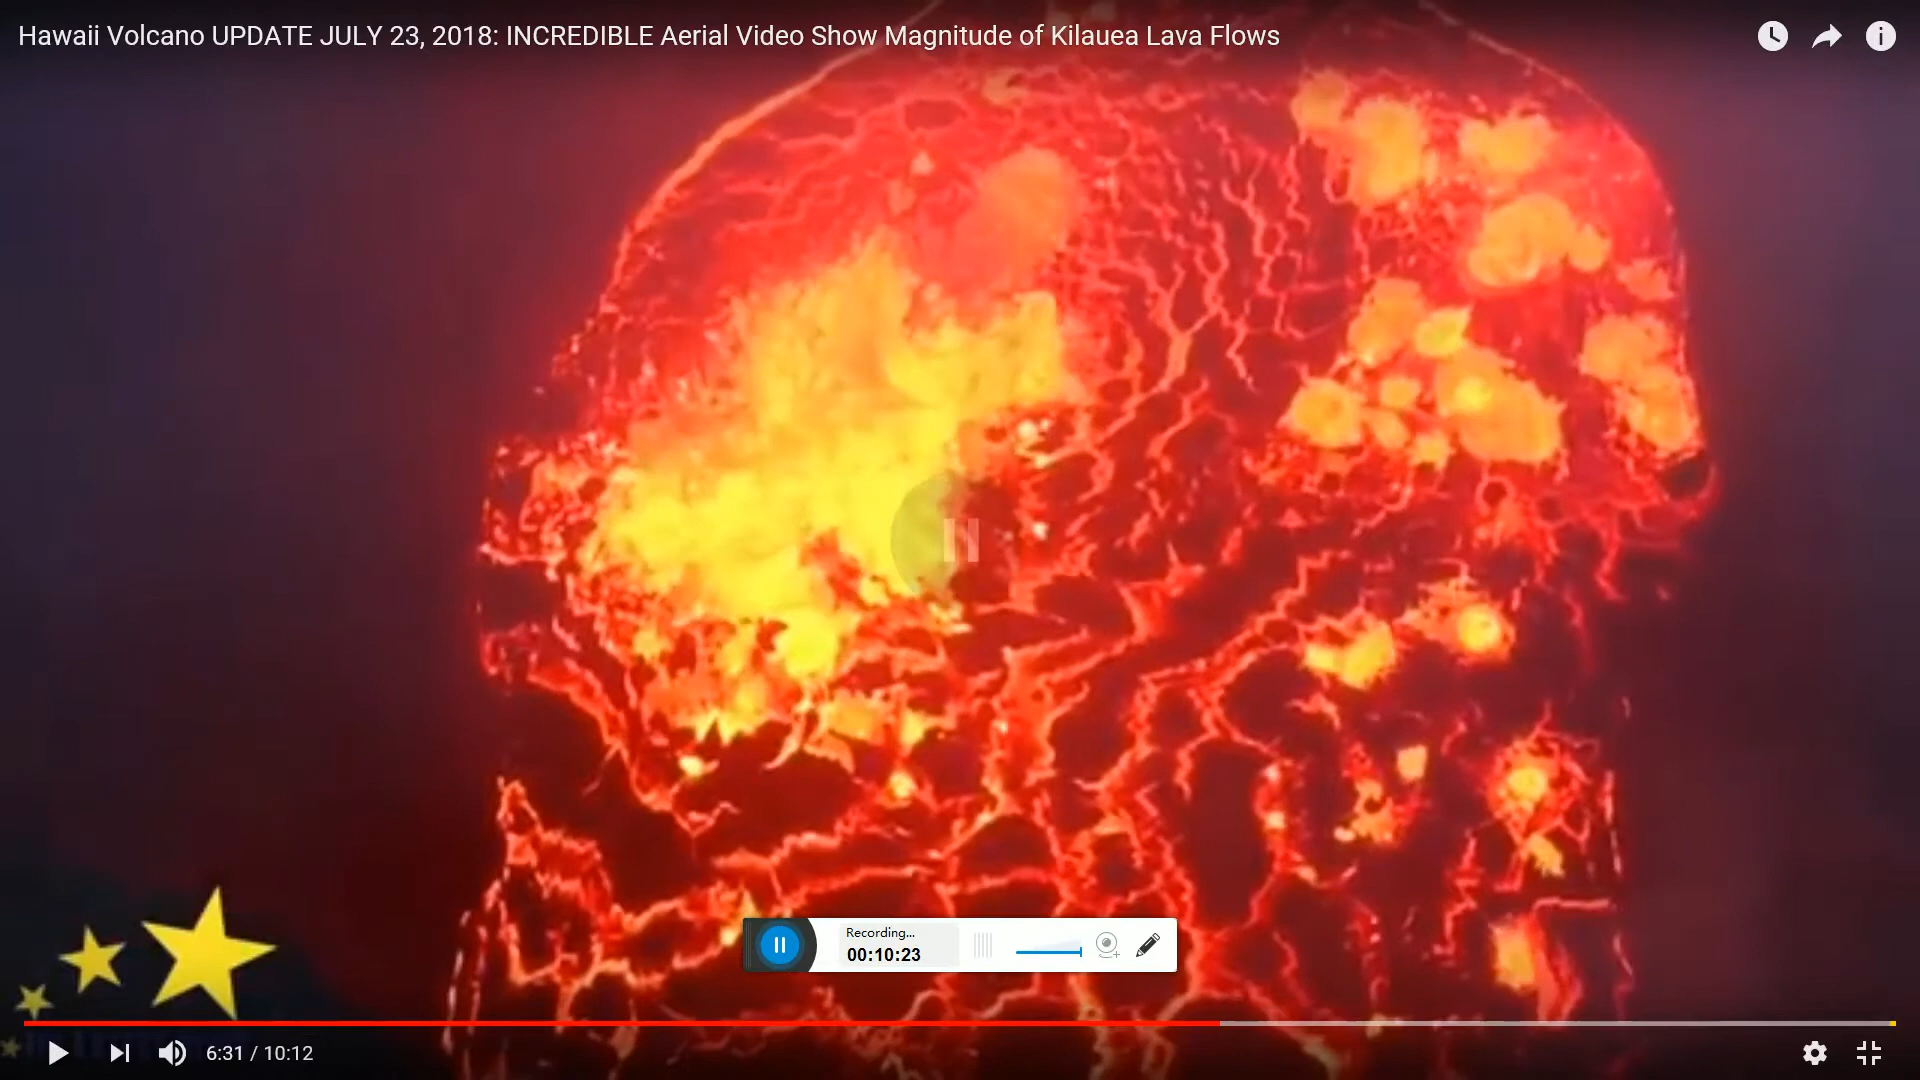 Hawaii Volcano UPDATE JULY 23, 2018: INCREDIBLE Aerial Video Show Magnitude of Kilauea Lava Flows
Recording...
00:10:23
6:31 / 10:12